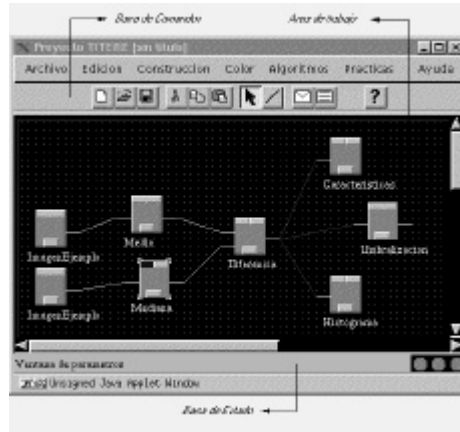 Barra de Comandos
Area de trabajo
Proyecto TITERE [sin titulo]
Archivo Edicion Construccion Color Algoritmos Practicas Ayuda
?
Caracteristicas
Media
Umbralizacion
ImagenEjemplo
Diferencia
ImagenEjemplo
Mediana
Histograma
Ventana de parametros
Unsigned Java Applet Window
Barra de Estado